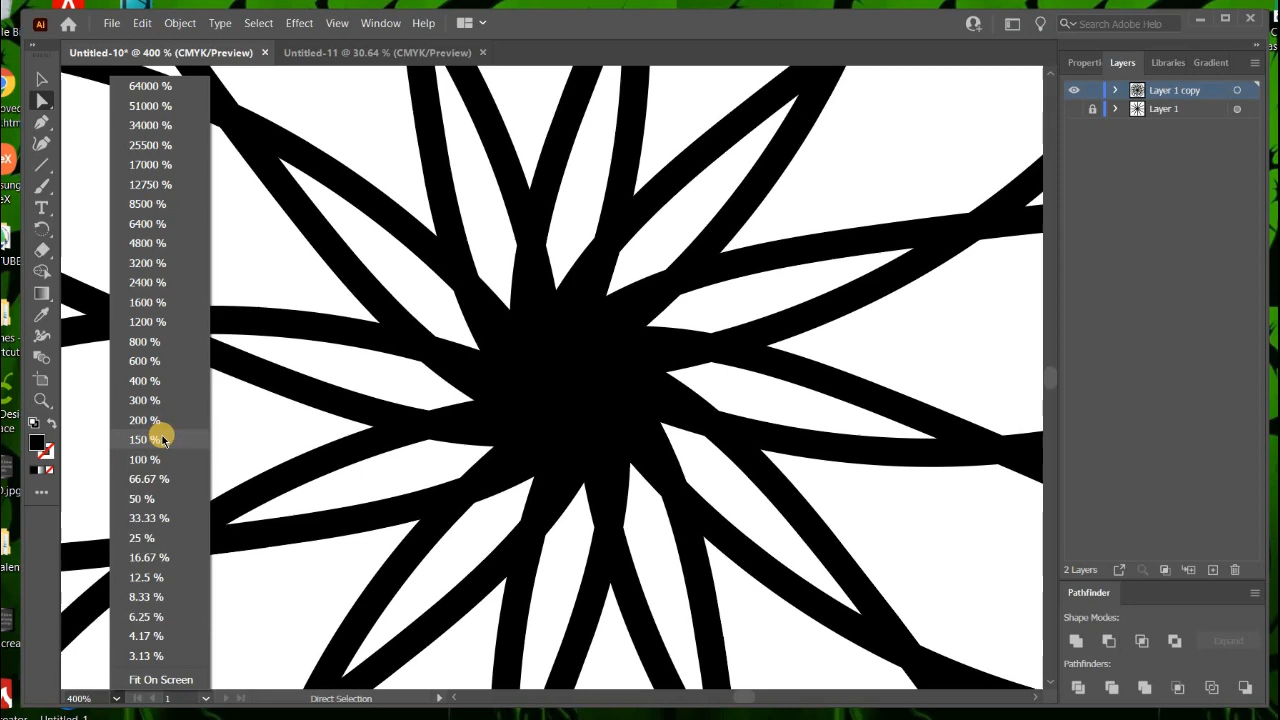 Ai File Edit Object Type Select Effect View Window Help Search Adobe Help
Untitled-10* @ 400 % (CMYK/Preview) × Untitled-11 @ 30.64 % (CMYK/Preview) ×
Properti Layers Libraries Gradient
Layer 1 copy
Layer 1
64000 %
51000 %
34000 %
25500 %
17000 %
12750 %
8500 %
6400 %
4800 %
3200 %
2400 %
1600 %
1200 %
800 %
600 %
400 %
300 %
200 %
150 %
100 %
66.67 %
50 %
33.33 %
25 %
16.67 %
12.5 %
8.33 %
6.25 %
4.17 %
3.13 %
Fit On Screen
2 Layers
Pathfinder
Shape Modes:
Expand
Pathfinders:
400% 1 Direct Selection
Untitled-1